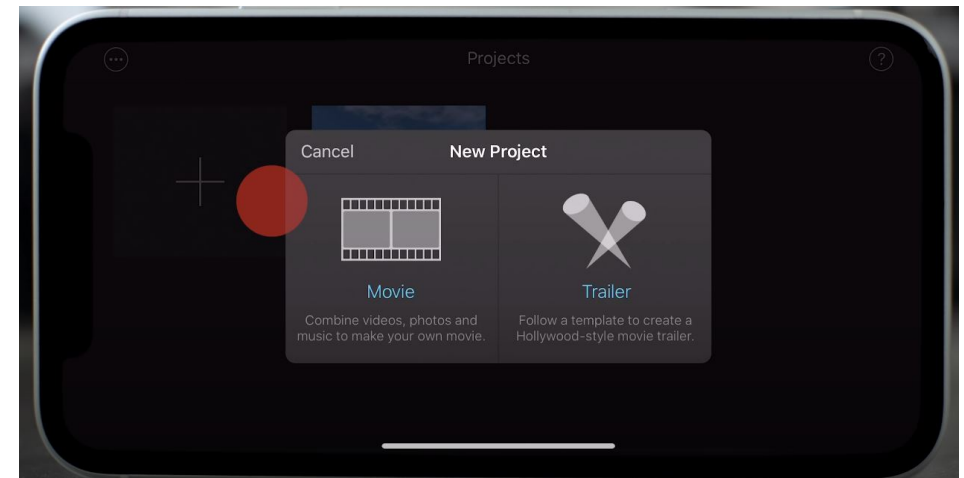 Projects
?
Cancel
New Project
Movie
Trailer
Combine videos, photos and
music to make your own movie.
Follow a template to create a
Hollywood-style movie trailer.